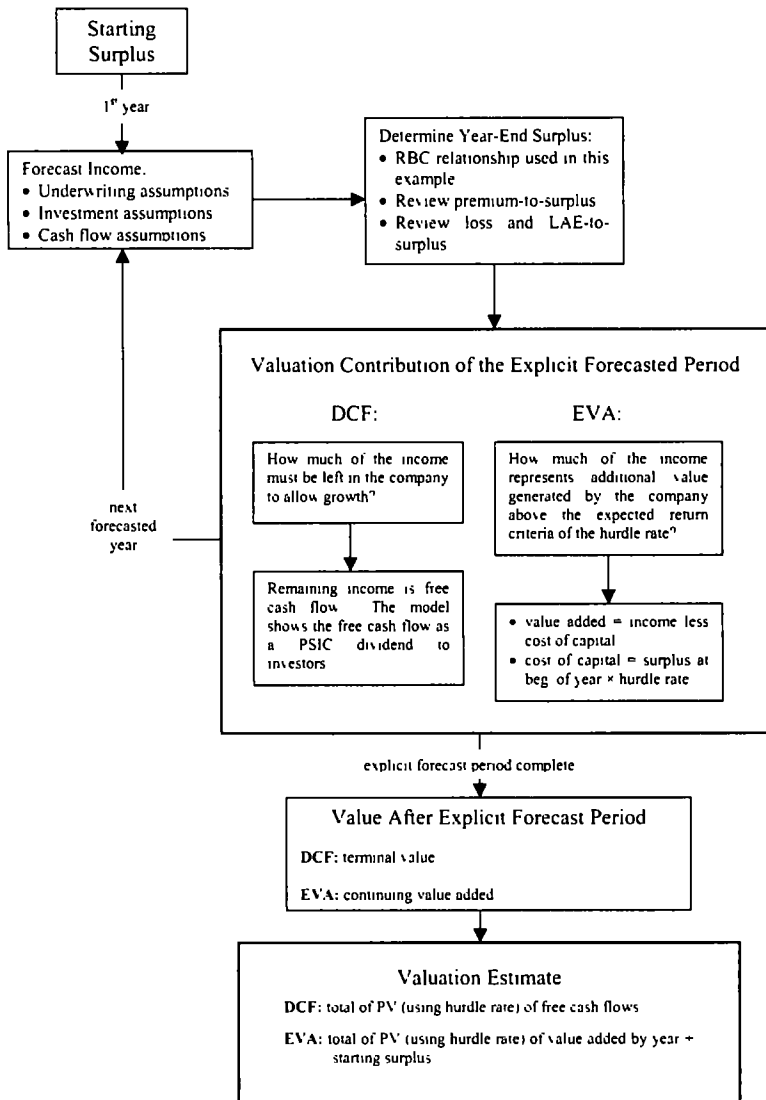 Starting
Surplus
1st year
Forecast Income.
• Underwriting assumptions
• Investment assumptions
• Cash flow assumptions
Determine Year-End Surplus:
• RBC relationship used in this
example
• Review premium-to-surplus
• Review loss and LAE-to-
surplus
Valuation Contribution of the Explicit Forecasted Period
DCF:
EVA:
How much of the income
must be left in the company
to allow growth?
How much of the income
represents additional value
generated by the company
above the expected return
criteria of the hurdle rate?
next
forecasted
year
Remaining income is free
cash flow The model
shows the free cash flow as
a PSIC dividend to
investors
• value added = income less
cost of capital
• cost of capital = surplus at
beg of year × hurdle rate
explicit forecast period complete
Value After Explicit Forecast Period
DCF: terminal value
EVA: continuing value added
Valuation Estimate
DCF: total of PV (using hurdle rate) of free cash flows
EVA: total of PV (using hurdle rate) of value added by year +
starting surplus